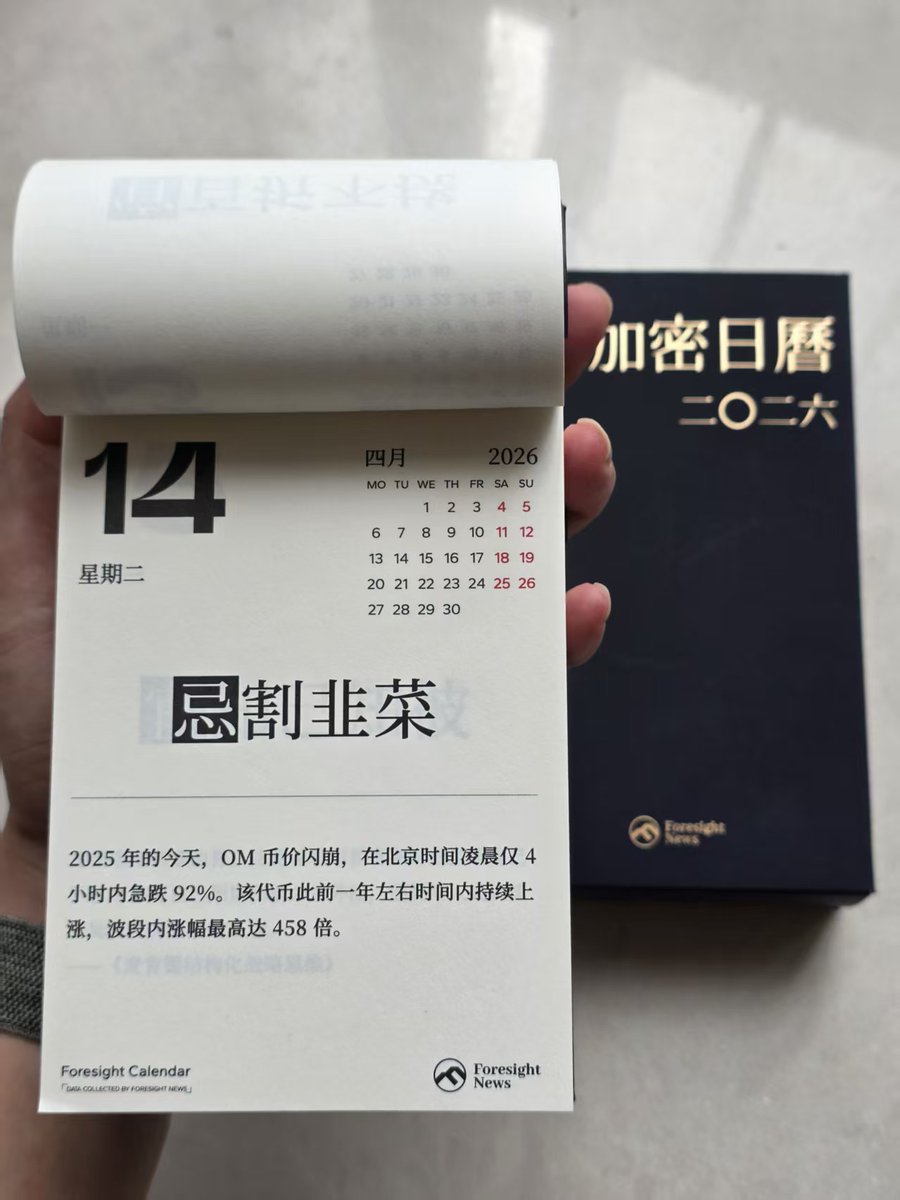 14
星期二
四月 2026
MO TU WE TH FR SA SU
1 2 3 4 5
6 7 8 9 10 11 12
13 14 15 16 17 18 19
20 21 22 23 24 25 26
27 28 29 30
忌割韭菜
2025 年的今天，OM 币价闪崩，在北京时间凌晨仅 4
小时内急跌 92%。该代币此前一年左右时间内持续上
涨，波段内涨幅最高达 458 倍。
Foresight Calendar
「DATA COLLECTED BY FORESIGHT NEWS」
Foresight
News
加密日曆
二〇二六
Foresight
News